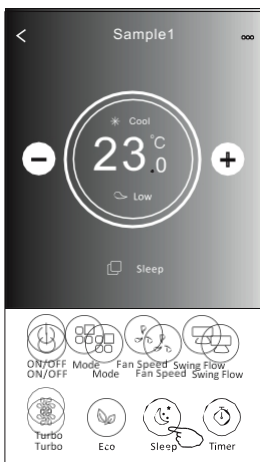 Sample1
Cool
23.0°C
Low
Sleep
ON/OFF Mode Fan Speed Swing Flow
ON/OFF Mode Fan Speed Swing Flow
Turbo
Turbo Eco Sleep Timer